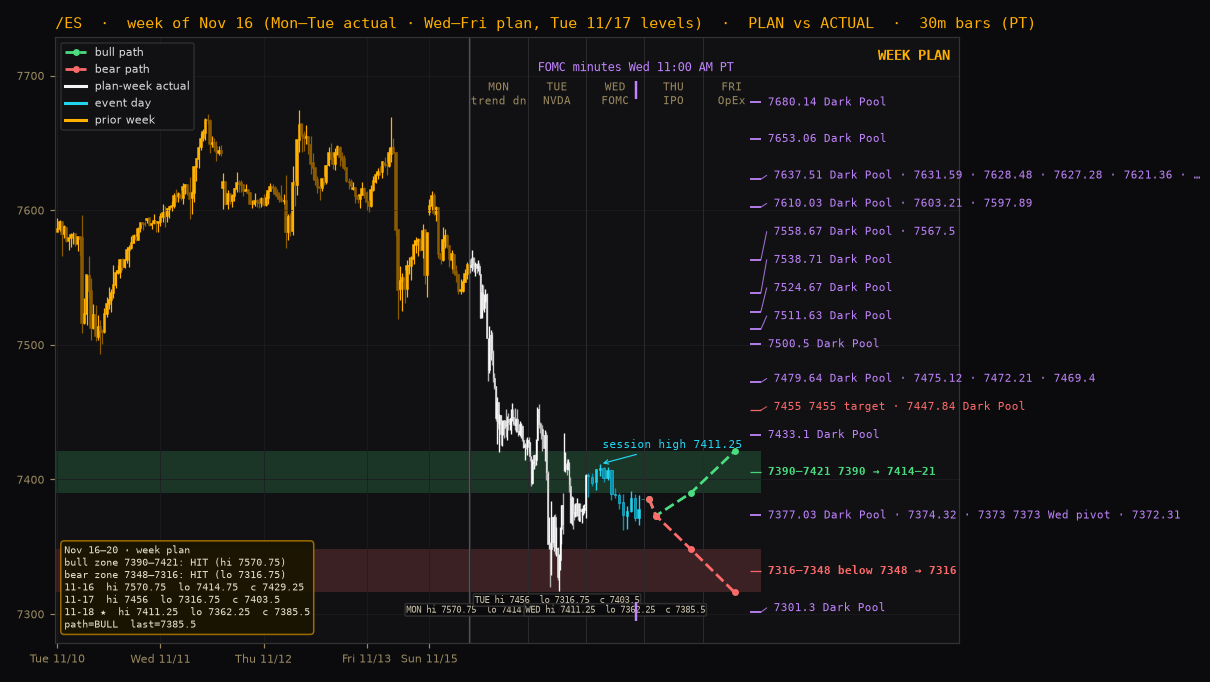 /ES · week of Nov 16 (Mon–Tue actual · Wed–Fri plan, Tue 11/17 levels) · PLAN vs ACTUAL · 30m bars (PT)
bull path
bear path
plan-week actual
event day
prior week
WEEK PLAN
FOMC minutes Wed 11:00 AM PT
MON TUE WED THU FRI
trend dn NVDA FOMC IPO OpEx
7700
7600
7500
7400
7300
7680.14 Dark Pool
7653.06 Dark Pool
7637.51 Dark Pool · 7631.59 · 7628.48 · 7627.28 · 7621.36 · …
7610.03 Dark Pool · 7603.21 · 7597.89
7558.67 Dark Pool · 7567.5
7538.71 Dark Pool
7524.67 Dark Pool
7511.63 Dark Pool
7500.5 Dark Pool
7479.64 Dark Pool · 7475.12 · 7472.21 · 7469.4
7455 7455 target · 7447.84 Dark Pool
7433.1 Dark Pool
session high 7411.25
7390–7421 7390 → 7414–21
7377.03 Dark Pool · 7374.32 · 7373 7373 Wed pivot · 7372.31
7316–7348 below 7348 → 7316
7301.3 Dark Pool
Nov 16–20 · week plan
bull zone 7390–7421: HIT (hi 7570.75)
bear zone 7348–7316: HIT (lo 7316.75)
11-16 hi 7570.75 lo 7414.75 c 7429.25
11-17 hi 7456 lo 7316.75 c 7403.5
11-18 ★ hi 7411.25 lo 7362.25 c 7385.5
path=BULL last=7385.5
TUE hi 7456 lo 7316.75 c 7403.5
MON hi 7570.75 lo 7414
WED hi 7411.25 lo 7362.25 c 7385.5
Tue 11/10
Wed 11/11
Thu 11/12
Fri 11/13
Sun 11/15